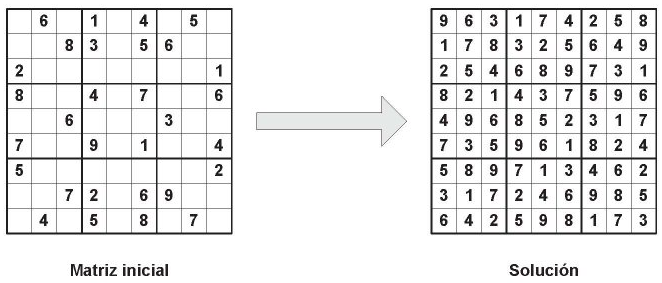 6 1 4 5
8 3 5 6
2 1
8 4 7 6
6 3
7 9 1 4
5 2
7 2 6 9
4 5 8 7
Matriz inicial
9 6 3 1 7 4 2 5 8
1 7 8 3 2 5 6 4 9
2 5 4 6 8 9 7 3 1
8 2 1 4 3 7 5 9 6
4 9 6 8 5 2 3 1 7
7 3 5 9 6 1 8 2 4
5 8 9 7 1 3 4 6 2
3 1 7 2 4 6 9 8 5
6 4 2 5 9 8 1 7 3
Solución